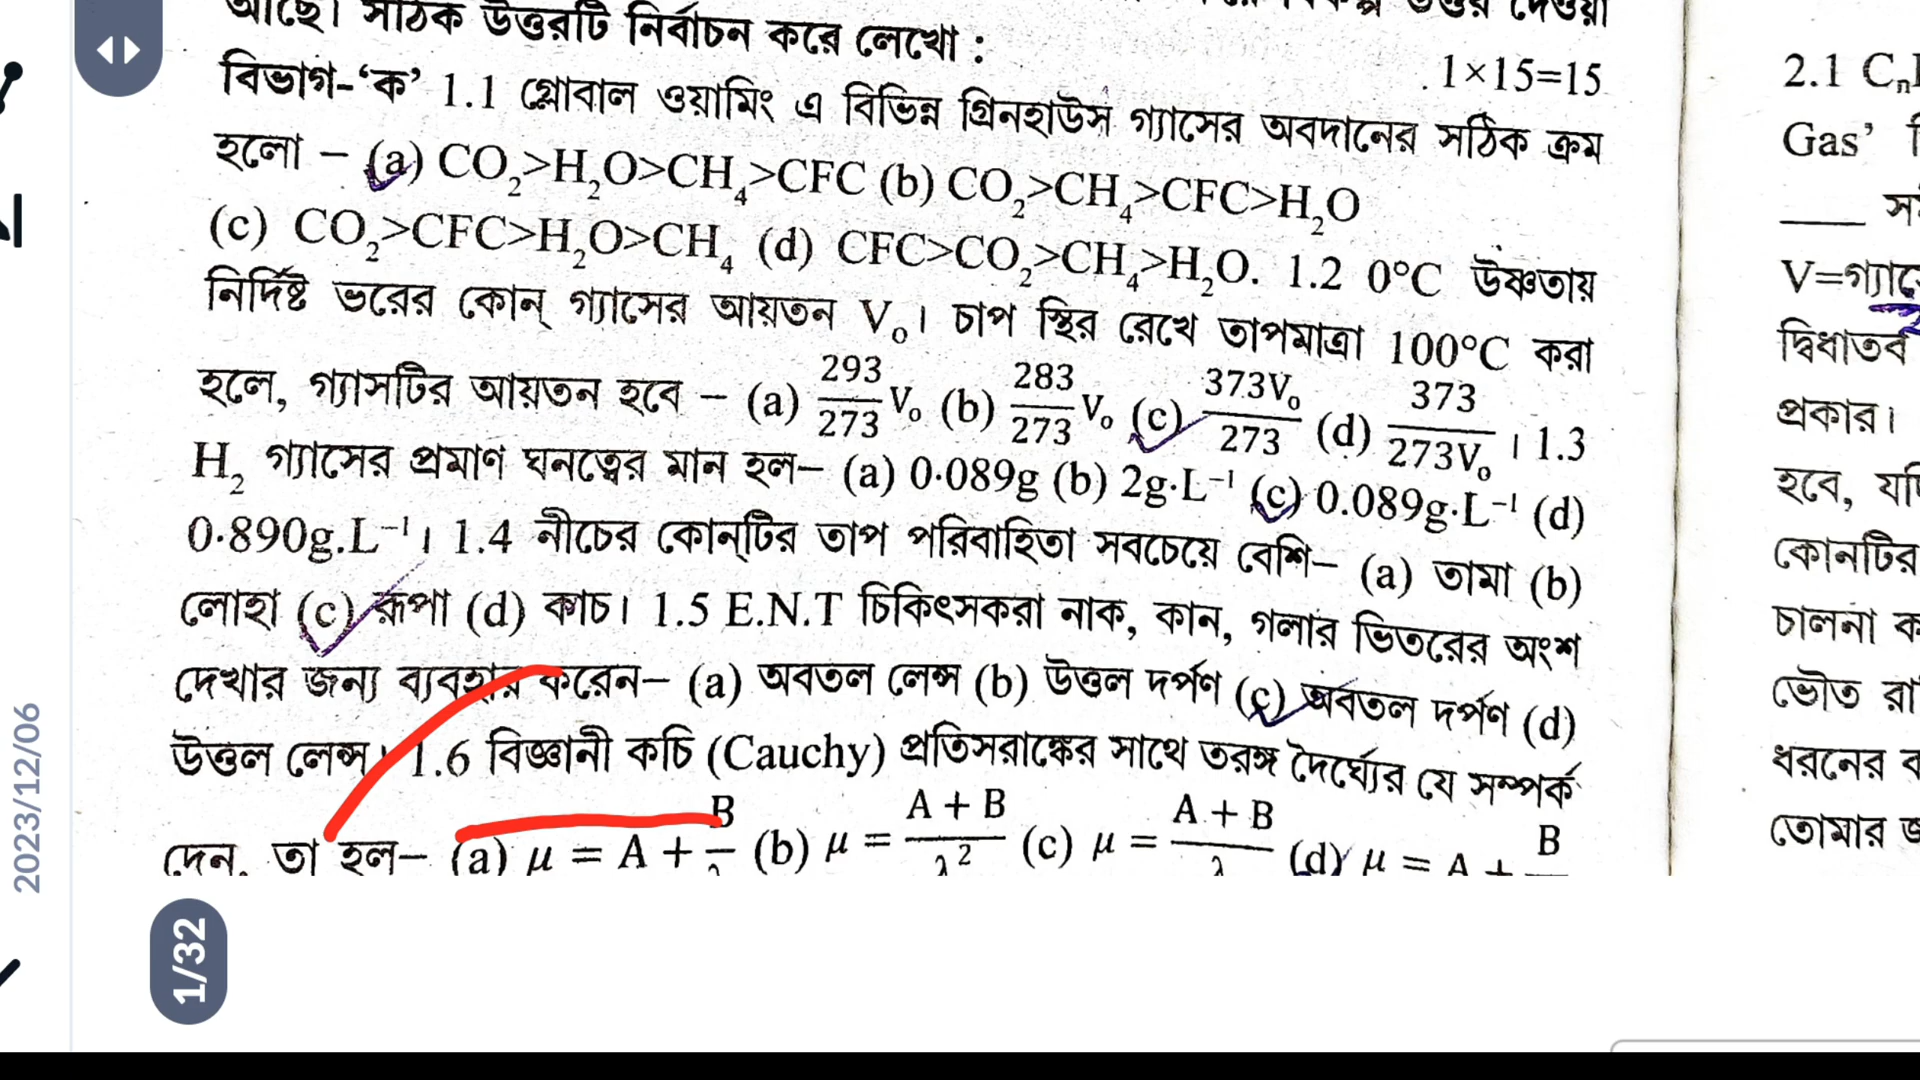 আছে। সঠিক উত্তরটি নির্বাচন করে লেখো :
1×15=15
বিভাগ-‘ক’ 1.1 গ্লোবাল ওয়ার্মিং এ বিভিন্ন গ্রিনহাউস গ্যাসের অবদানের সঠিক ক্রম
হলো – (a) CO₂>H₂O>CH₄>CFC (b) CO₂>CH₄>CFC>H₂O
(c) CO₂>CFC>H₂O>CH₄ (d) CFC>CO₂>CH₄>H₂O. 1.2 0°C উষ্ণতায়
নির্দিষ্ট ভরের কোন্ গ্যাসের আয়তন V₀। চাপ স্থির রেখে তাপমাত্রা 100°C করা
হলে, গ্যাসটির আয়তন হবে – (a) 293/273 V₀ (b) 283/273 V₀ (c) 373V₀/273 (d) 373/273V₀ । 1.3
H₂ গ্যাসের প্রমাণ ঘনত্বের মান হল– (a) 0·089g (b) 2g·L⁻¹ (c) 0.089g·L⁻¹ (d)
0·890g.L⁻¹। 1.4 নীচের কোন্‌টির তাপ পরিবাহিতা সবচেয়ে বেশি– (a) তামা (b)
লোহা (c) রূপা (d) কাচ। 1.5 E.N.T চিকিৎসকরা নাক, কান, গলার ভিতরের অংশ
দেখার জন্য ব্যবহার করেন– (a) অবতল লেন্স (b) উত্তল দর্পণ (c) অবতল দর্পণ (d)
উত্তল লেন্স। 1.6 বিজ্ঞানী কচি (Cauchy) প্রতিসরাঙ্কের সাথে তরঙ্গ দৈর্ঘ্যের যে সম্পর্ক
দেন, তা হল– (a) μ = A + B/ (b) μ = A + B/λ² (c) μ = A + B/λ (d) μ = A + B
2.1
Gas’
V=গ্যাসে
দ্বিধাতব
প্রকার।
হবে, যদি
কোনটির
চালনা ক
ভৌত রা
ধরনের ব
তোমার জ
2023/12/06
1/32